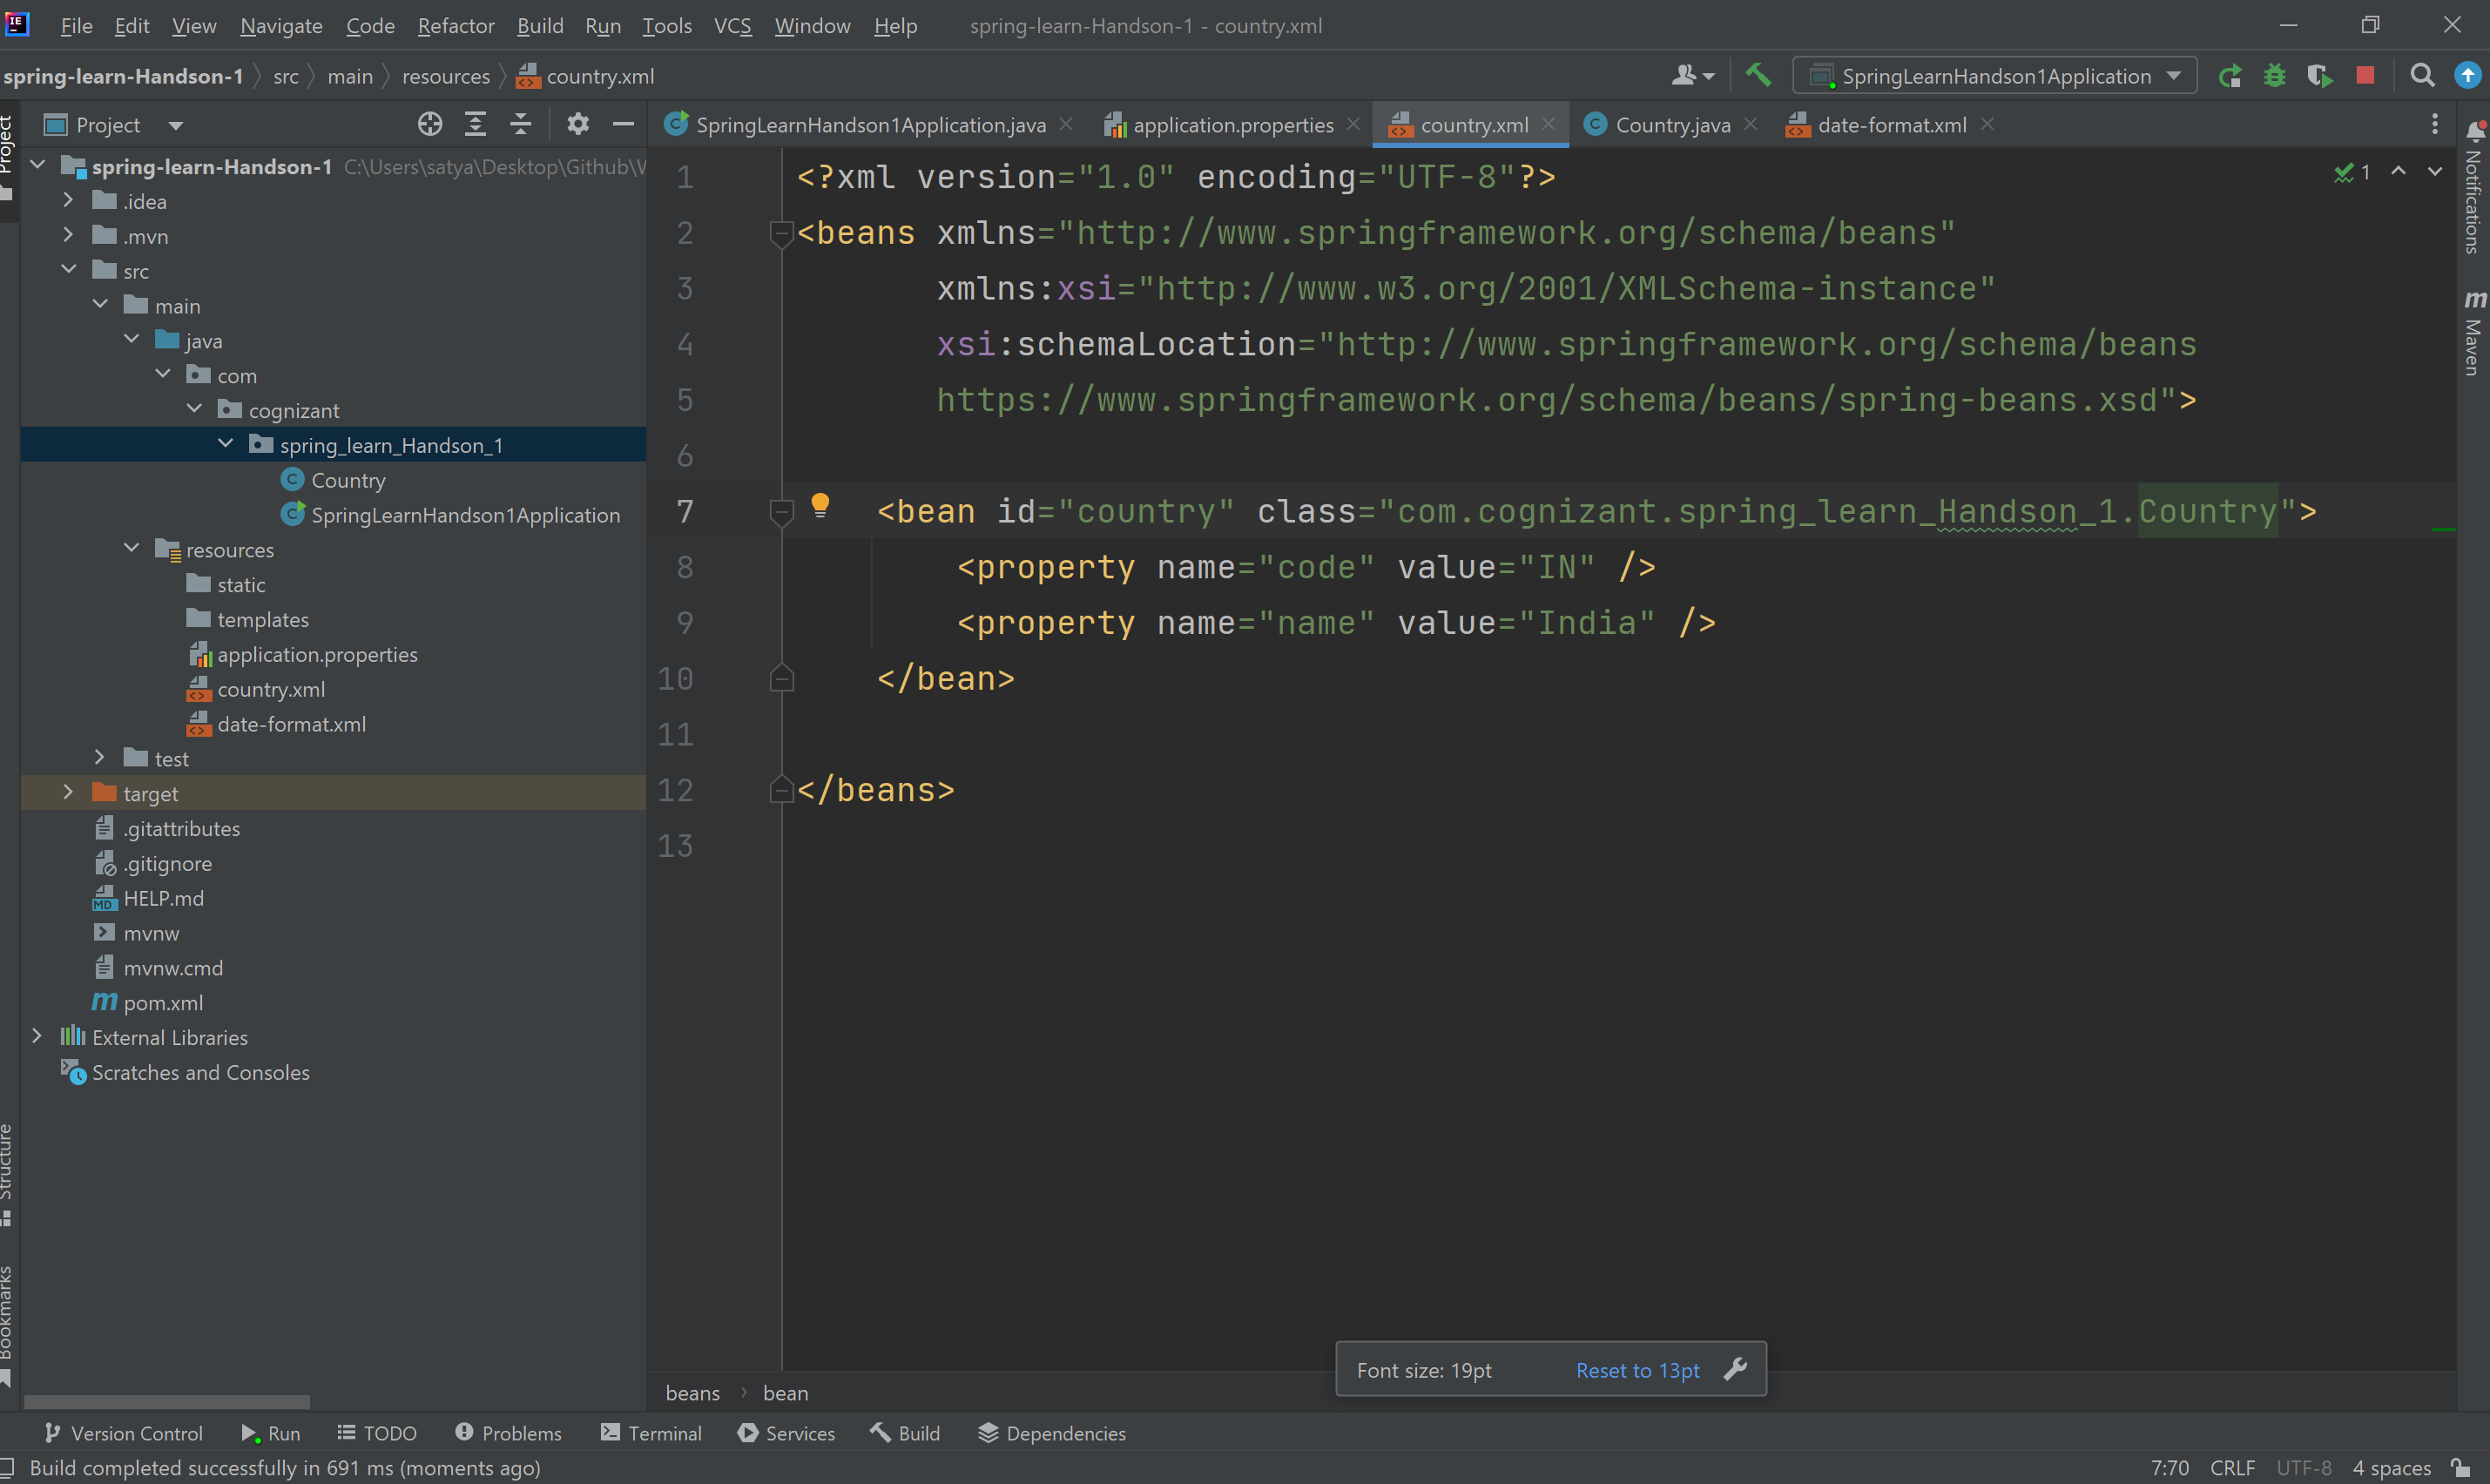 File Edit View Navigate Code Refactor Build Run Tools VCS Window Help spring-learn-Handson-1 - country.xml
spring-learn-Handson-1 src main resources country.xml
SpringLearnHandson1Application
Project
SpringLearnHandson1Application.java application.properties country.xml Country.java date-format.xml
Project
spring-learn-Handson-1 C:\Users\satya\Desktop\Github\
.idea
.mvn
src
main
java
com
cognizant
spring_learn_Handson_1
Country
SpringLearnHandson1Application
resources
static
templates
application.properties
country.xml
date-format.xml
test
target
.gitattributes
.gitignore
HELP.md
mvnw
mvnw.cmd
pom.xml
External Libraries
Scratches and Consoles
Structure
Bookmarks
1 <?xml version="1.0" encoding="UTF-8"?>
2 <beans xmlns="http://www.springframework.org/schema/beans"
3 xmlns:xsi="http://www.w3.org/2001/XMLSchema-instance"
4 xsi:schemaLocation="http://www.springframework.org/schema/beans
5 https://www.springframework.org/schema/beans/spring-beans.xsd">
6
7 <bean id="country" class="com.cognizant.spring_learn_Handson_1.Country">
8 <property name="code" value="IN" />
9 <property name="name" value="India" />
10 </bean>
11
12 </beans>
13
1
Notifications
Maven
Font size: 19pt Reset to 13pt
beans bean
Version Control Run TODO Problems Terminal Services Build Dependencies
Build completed successfully in 691 ms (moments ago) 7:70 CRLF UTF-8 4 spaces